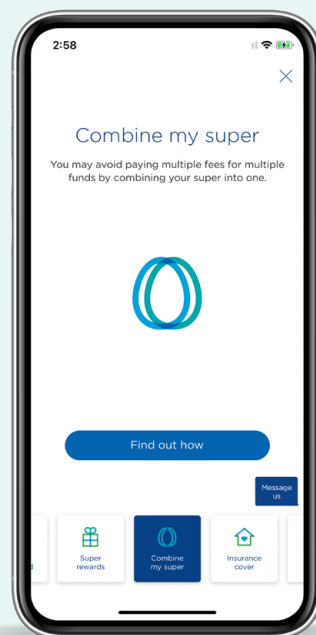 2:58
Combine my super
You may avoid paying multiple fees for multiple
funds by combining your super into one.
Find out how
Message
us
Super
rewards
Combine
my super
Insurance
cover